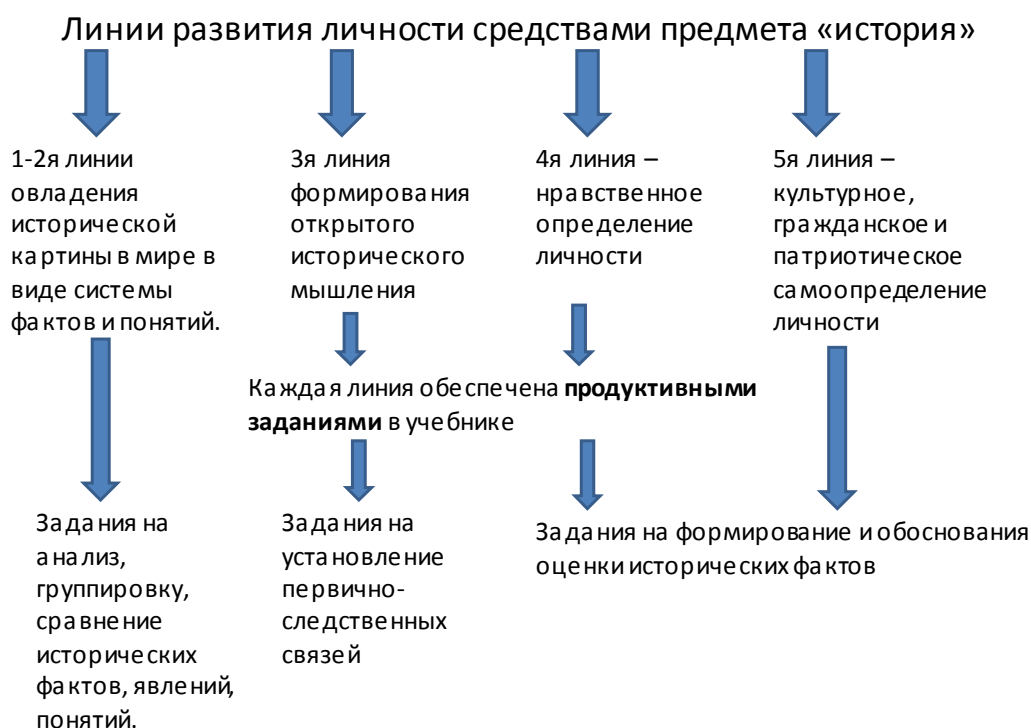 Линии развития личности средствами предмета «история»
1-2я линии
овладения
исторической
картины в мире в
виде системы
фактов и понятий.
3я линия
формирования
открытого
исторического
мышления
4я линия –
нравственное
определение
личности
5я линия –
культурное,
гражданское и
патриотическое
самоопределение
личности
Каждая линия обеспечена продуктивными
заданиями в учебнике
Задания на
анализ,
группировку,
сравнение
исторических
фактов, явлений,
понятий.
Задания на
установление
первично-
следственных
связей
Задания на формирование и обоснования
оценки исторических фактов